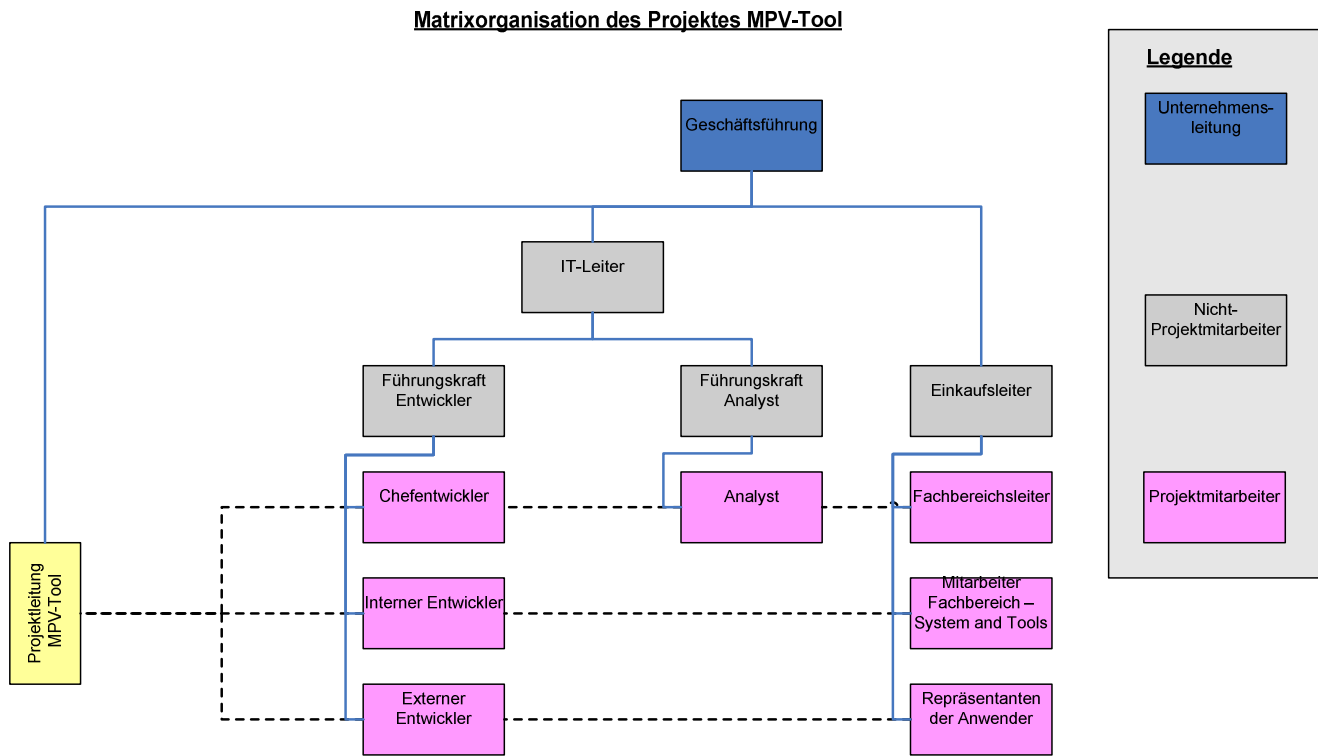 Matrixorganisation des Projektes MPV-Tool
Legende
Unternehmens-
leitung
Nicht-
Projektmitarbeiter
Projektmitarbeiter
Geschäftsführung
IT-Leiter
Führungskraft
Entwickler
Führungskraft
Analyst
Einkaufsleiter
Chefentwickler
Analyst
Fachbereichsleiter
Projektleitung
MPV-Tool
Interner Entwickler
Mitarbeiter
Fachbereich –
System and Tools
Externer
Entwickler
Repräsentanten
der Anwender